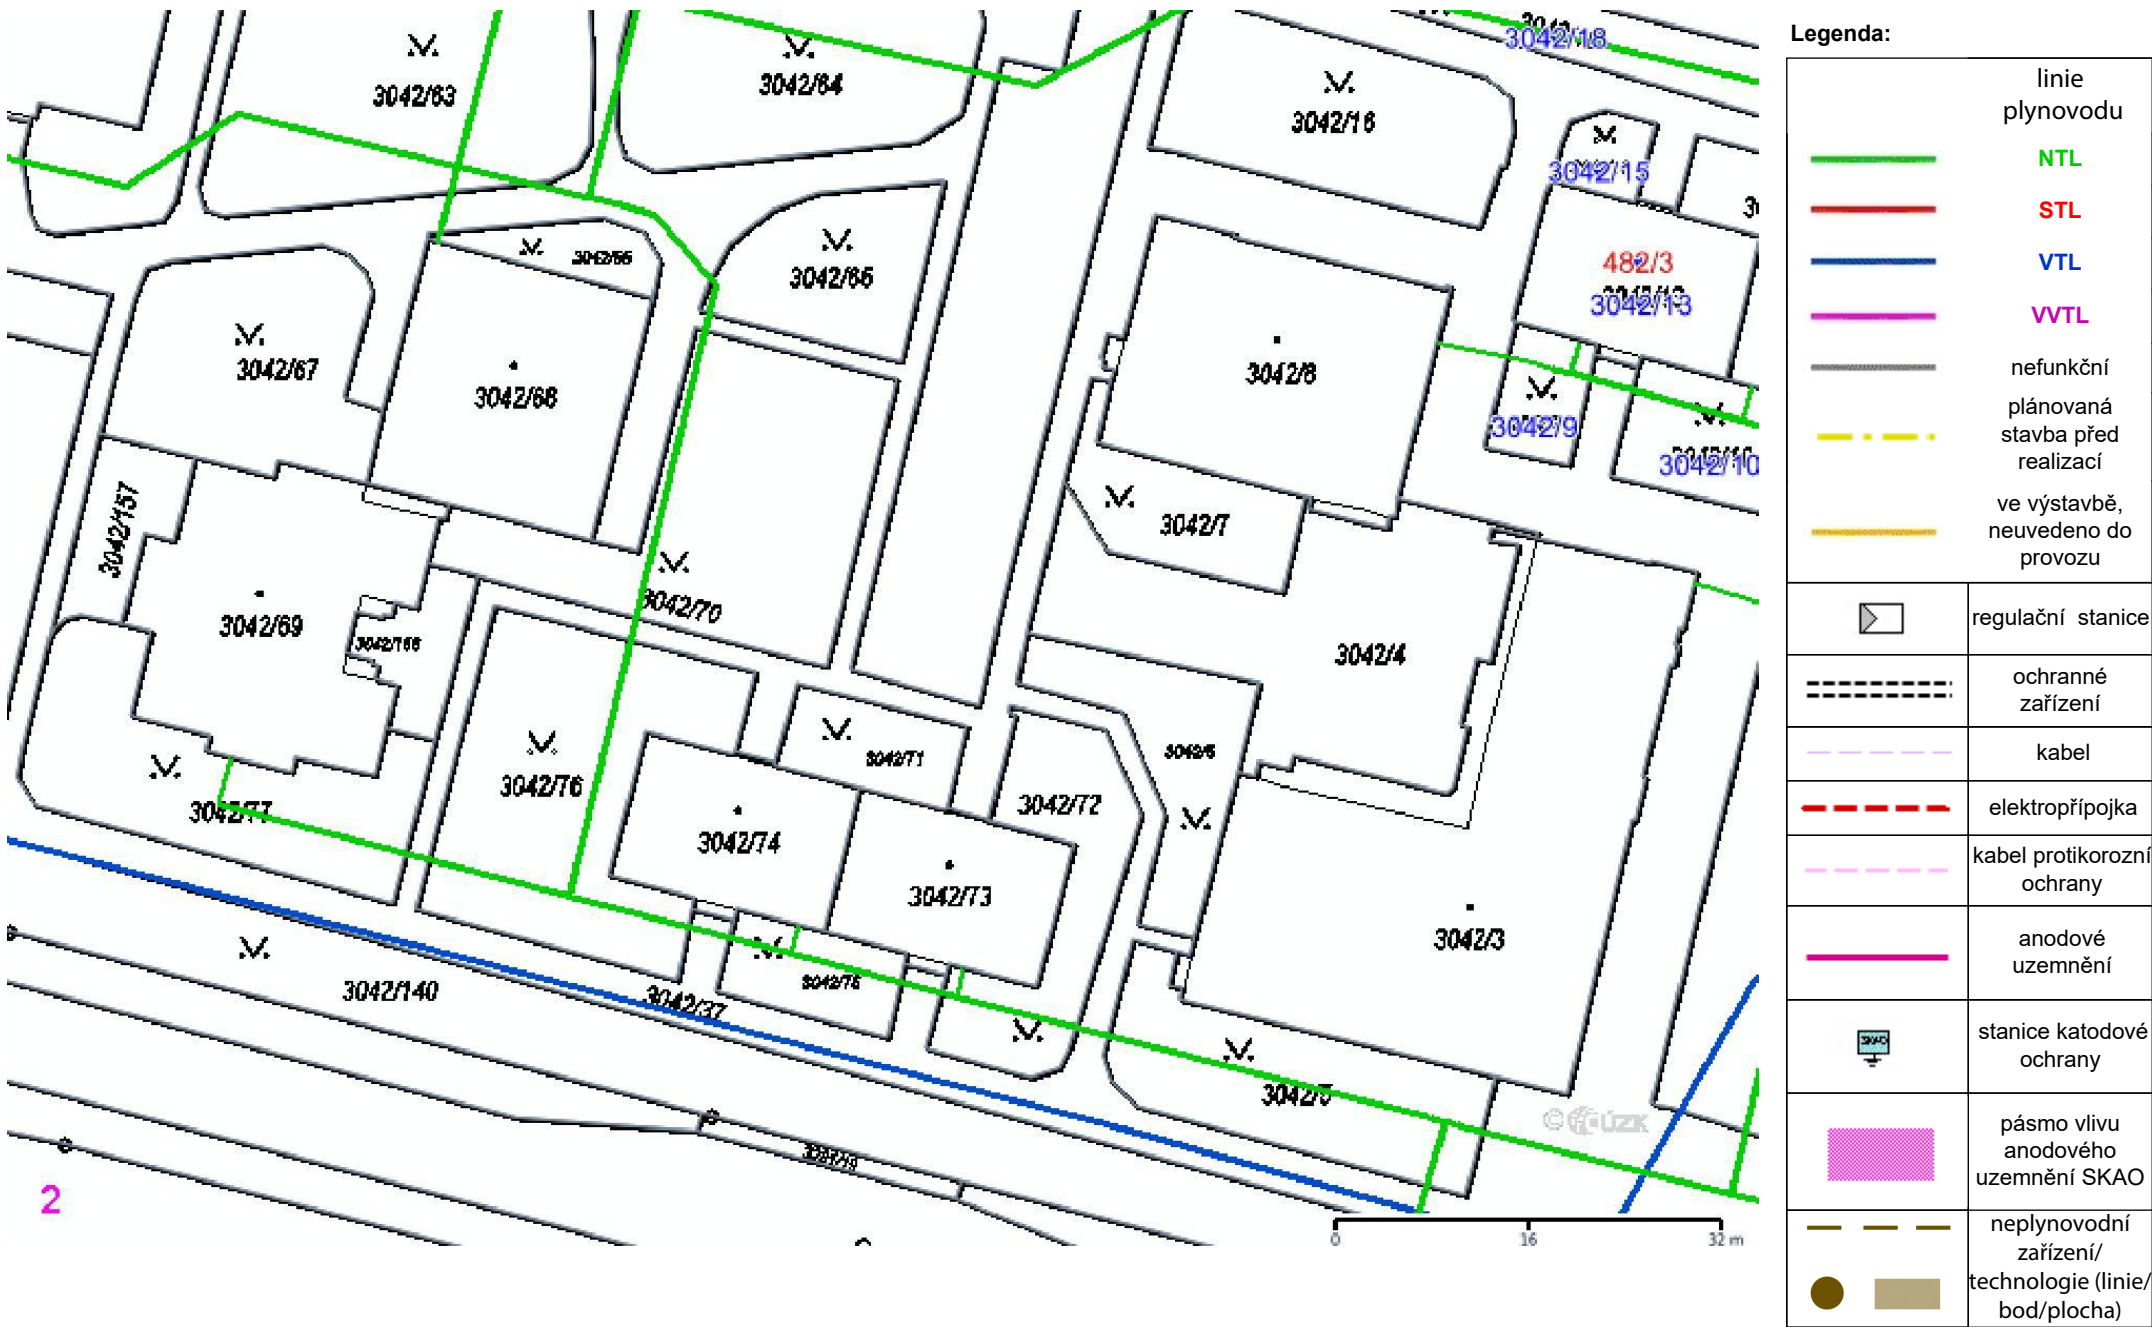 3042/18
3042/63
3042/64
3042/16
3042/15
3042/65
3042/66
482/3
3042/13
3042/67
3042/68
3042/8
3042/9
3042/10
3042/157
3042/7
3042/70
3042/69
3042/4
3042/71
3042/76
3042/72
3042/77
3042/74
3042/73
3042/3
3042/140
3042/37
3042/75
3042/5
2
0 16 32 m
Legenda:
linie
plynovodu
NTL
STL
VTL
VVTL
nefunkční
plánovaná
stavba před
realizací
ve výstavbě,
neuvedeno do
provozu
regulační stanice
ochranné
zařízení
kabel
elektropřípojka
kabel protikorozní
ochrany
anodové
uzemnění
SKAO
stanice katodové
ochrany
pásmo vlivu
anodového
uzemnění SKAO
neplynovodní
zařízení/
technologie (linie/
bod/plocha)